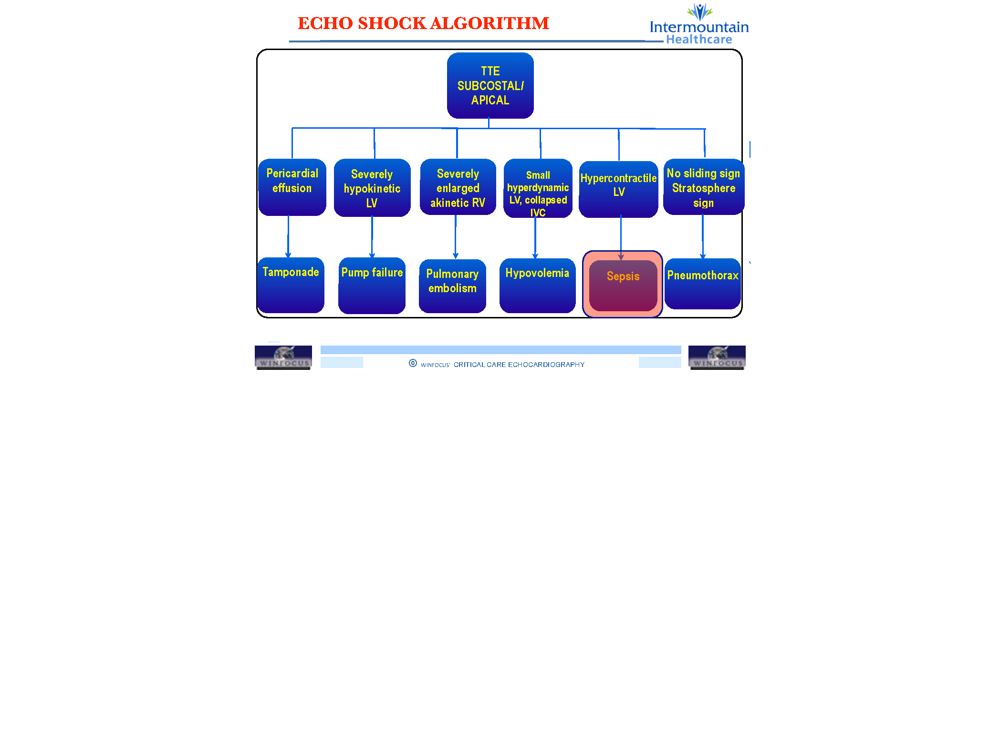 ECHO SHOCK ALGORITHM
Intermountain
Healthcare
TTE
SUBCOSTAL/
APICAL
Pericardial
effusion
Severely
hypokinetic
LV
Severely
enlarged
akinetic RV
Small
hyperdynamic
LV, collapsed
IVC
Hypercontractile
LV
No sliding sign
Stratosphere
sign
Tamponade
Pump failure
Pulmonary
embolism
Hypovolemia
Sepsis
Pneumothorax
WINFOCUS
© WINFOCUS' CRITICAL CARE ECHOCARDIOGRAPHY
WINFOCUS